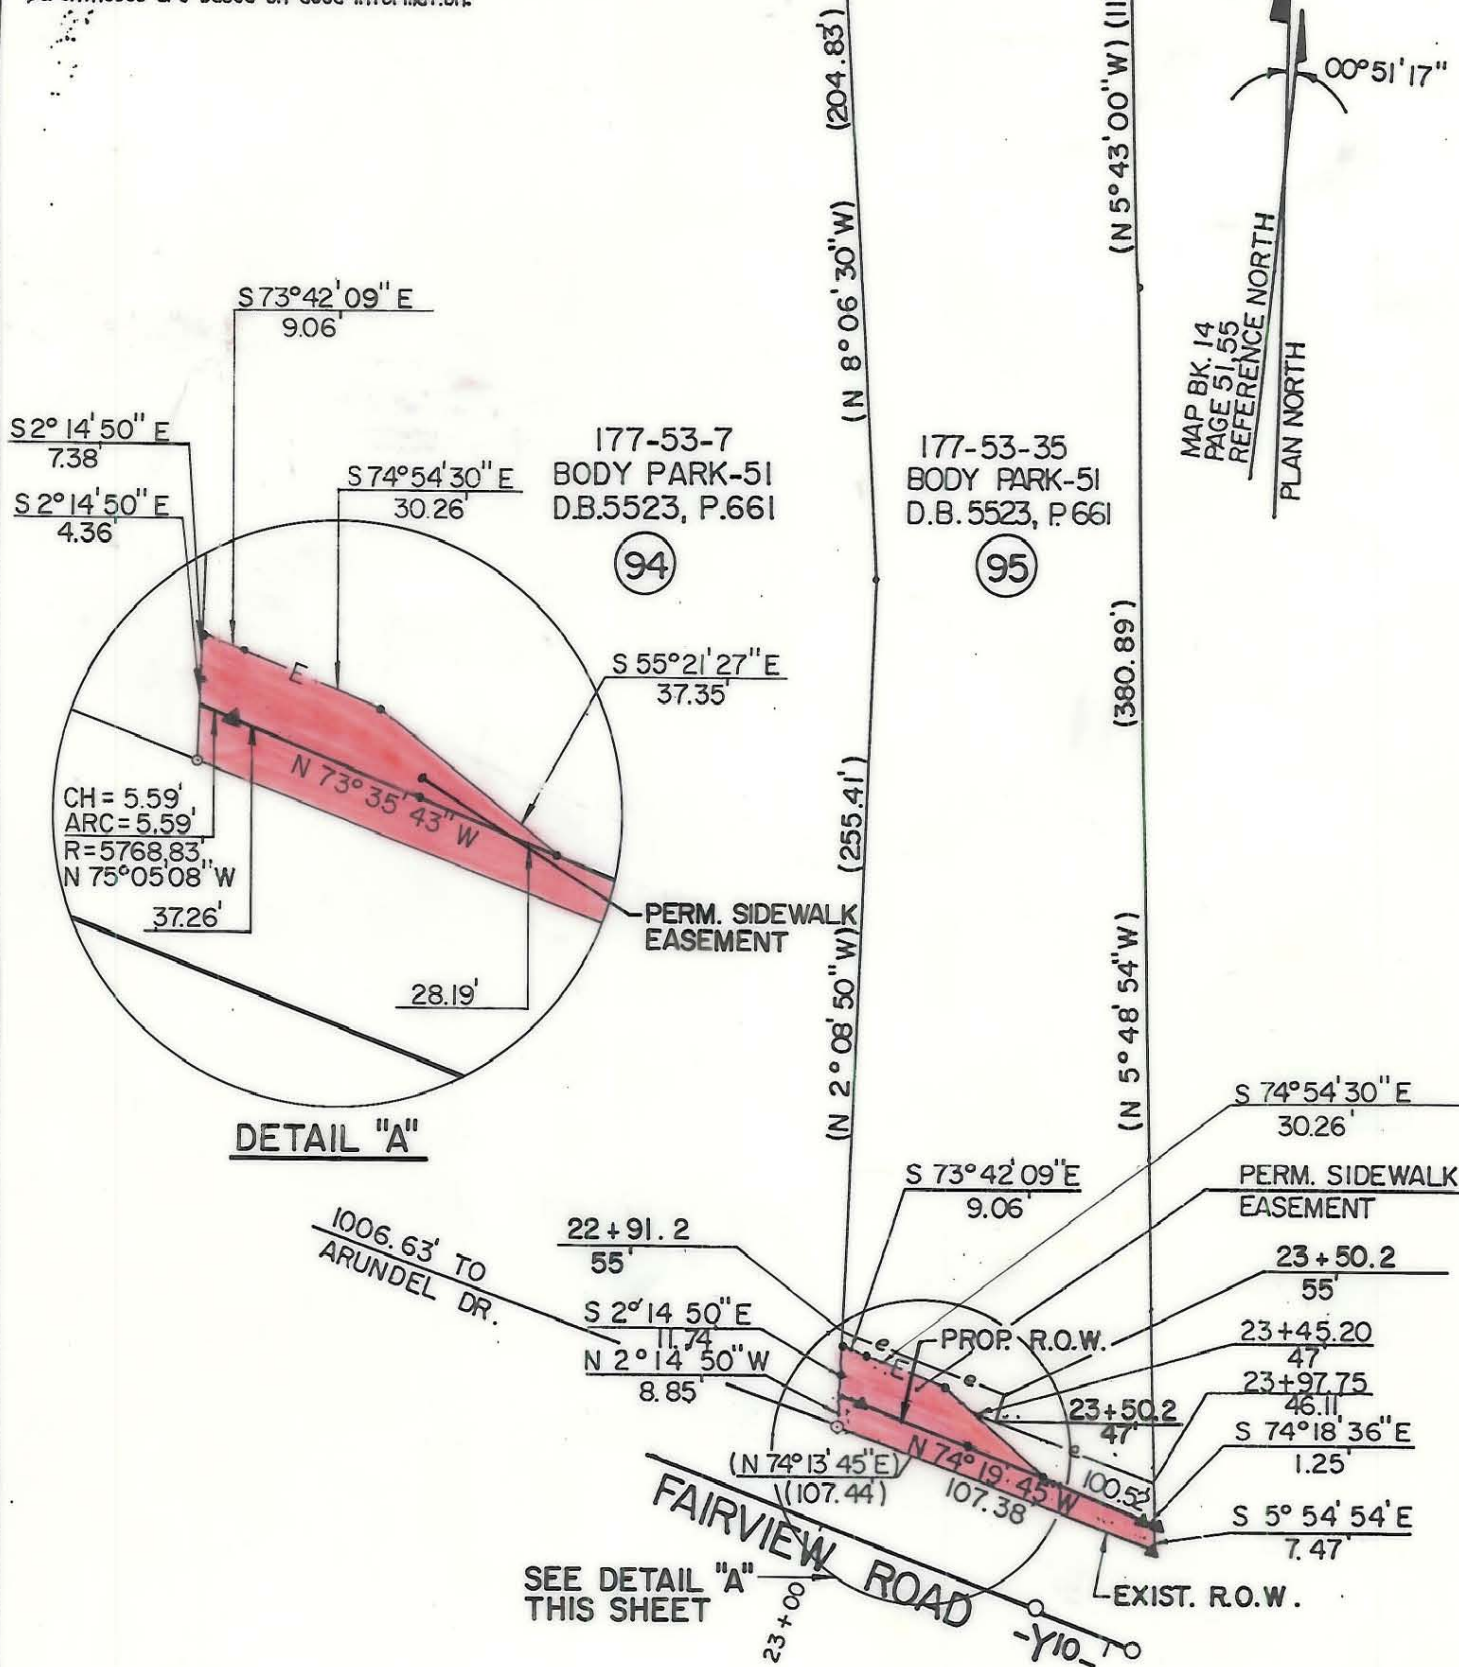 parentheses are based on deed information.
(204.83')
(N 5°43'00"W) (11
00°51'17"
(N 8°06'30"W)
MAP BK. 14
PAGE 51,55
REFERENCE NORTH
PLAN NORTH
S 73°42'09" E
9.06'
S 2°14'50" E
7.38'
S 2°14'50" E
4.36'
S 74°54'30" E
30.26'
177-53-7
BODY PARK-51
D.B.5523, P.661
94
177-53-35
BODY PARK-51
D.B. 5523, P. 661
95
E
S 55°21'27" E
37.35'
(380.89')
N 73°35'43" W
CH = 5.59'
ARC = 5.59'
R = 5768.83'
N 75°05'08" W
37.26'
(255.41')
PERM. SIDEWALK
EASEMENT
28.19'
(N 2°08'50"W)
(N 5°48'54"W)
DETAIL "A"
S 74°54'30" E
30.26'
S 73°42'09"E
9.06'
PERM. SIDEWALK
EASEMENT
1006.63' TO
ARUNDEL DR.
22+91.2
55'
23+50.2
55'
S 2°14 50"E
11.74'
N 2°14'50"W
8.85'
e
PROP. R.O.W.
E
e
23+45.20
47'
23+50.2
47'
23+97.75
46.11'
S 74°18'36"E
1.25'
e
(N 74°13'45"E)
(107.44')
N 74°19'45"W
107.38'
100.52'
S 5°54'54'E
7.47'
FAIRVIEW ROAD
SEE DETAIL "A"
THIS SHEET
23+00
EXIST. R.O.W.
-Y10-